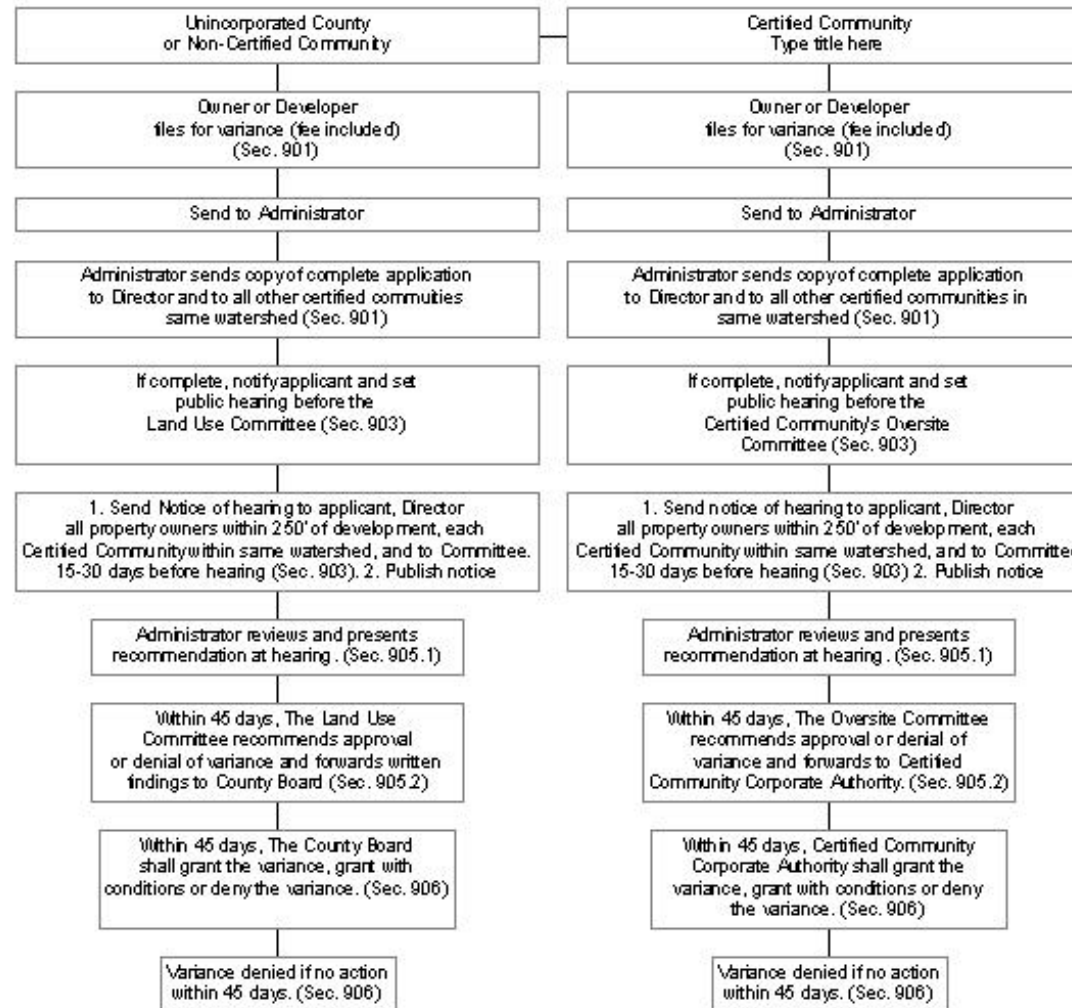 Unincorporated County
or Non-Certified Community
Owner or Developer
files for variance (fee included)
(Sec. 901)
Send to Administrator
Administrator sends copy of complete application
to Director and to all other certified commuities
same watershed (Sec. 901)
If complete, notify applicant and set
public hearing before the
Land Use Committee (Sec. 903)
1. Send Notice of hearing to applicant, Director
all property owners within 250' of development, each
Certified Community within same watershed, and to Committee.
15-30 days before hearing (Sec. 903). 2. Publish notice
Administrator reviews and presents
recommendation at hearing. (Sec. 905.1)
Within 45 days, The Land Use
Committee recommends approval
or denial of variance and forwards written
findings to County Board (Sec. 905.2)
Within 45 days, The County Board
shall grant the variance, grant with
conditions or deny the variance. (Sec. 906)
Variance denied if no action
within 45 days. (Sec. 906)
Certified Community
Type title here
Owner or Developer
files for variance (fee included)
(Sec. 901)
Send to Administrator
Administrator sends copy of complete application
to Director and to all other certified communities in
same watershed (Sec. 901)
If complete, notify applicant and set
public hearing before the
Certified Community's Oversite
Committee (Sec. 903)
1. Send notice of hearing to applicant, Director
all property owners within 250' of development, each
Certified Community within same watershed, and to Committee
15-30 days before hearing (Sec. 903) 2. Publish notice
Administrator reviews and presents
recommendation at hearing. (Sec. 905.1)
Within 45 days, The Oversite Committee
recommends approval or denial of
variance and forwards to Certified
Community Corporate Authority. (Sec. 905.2)
Within 45 days, Certified Community
Corporate Authority shall grant the
variance, grant with conditions or deny
the variance. (Sec. 906)
Variance denied if no action
within 45 days. (Sec. 906)